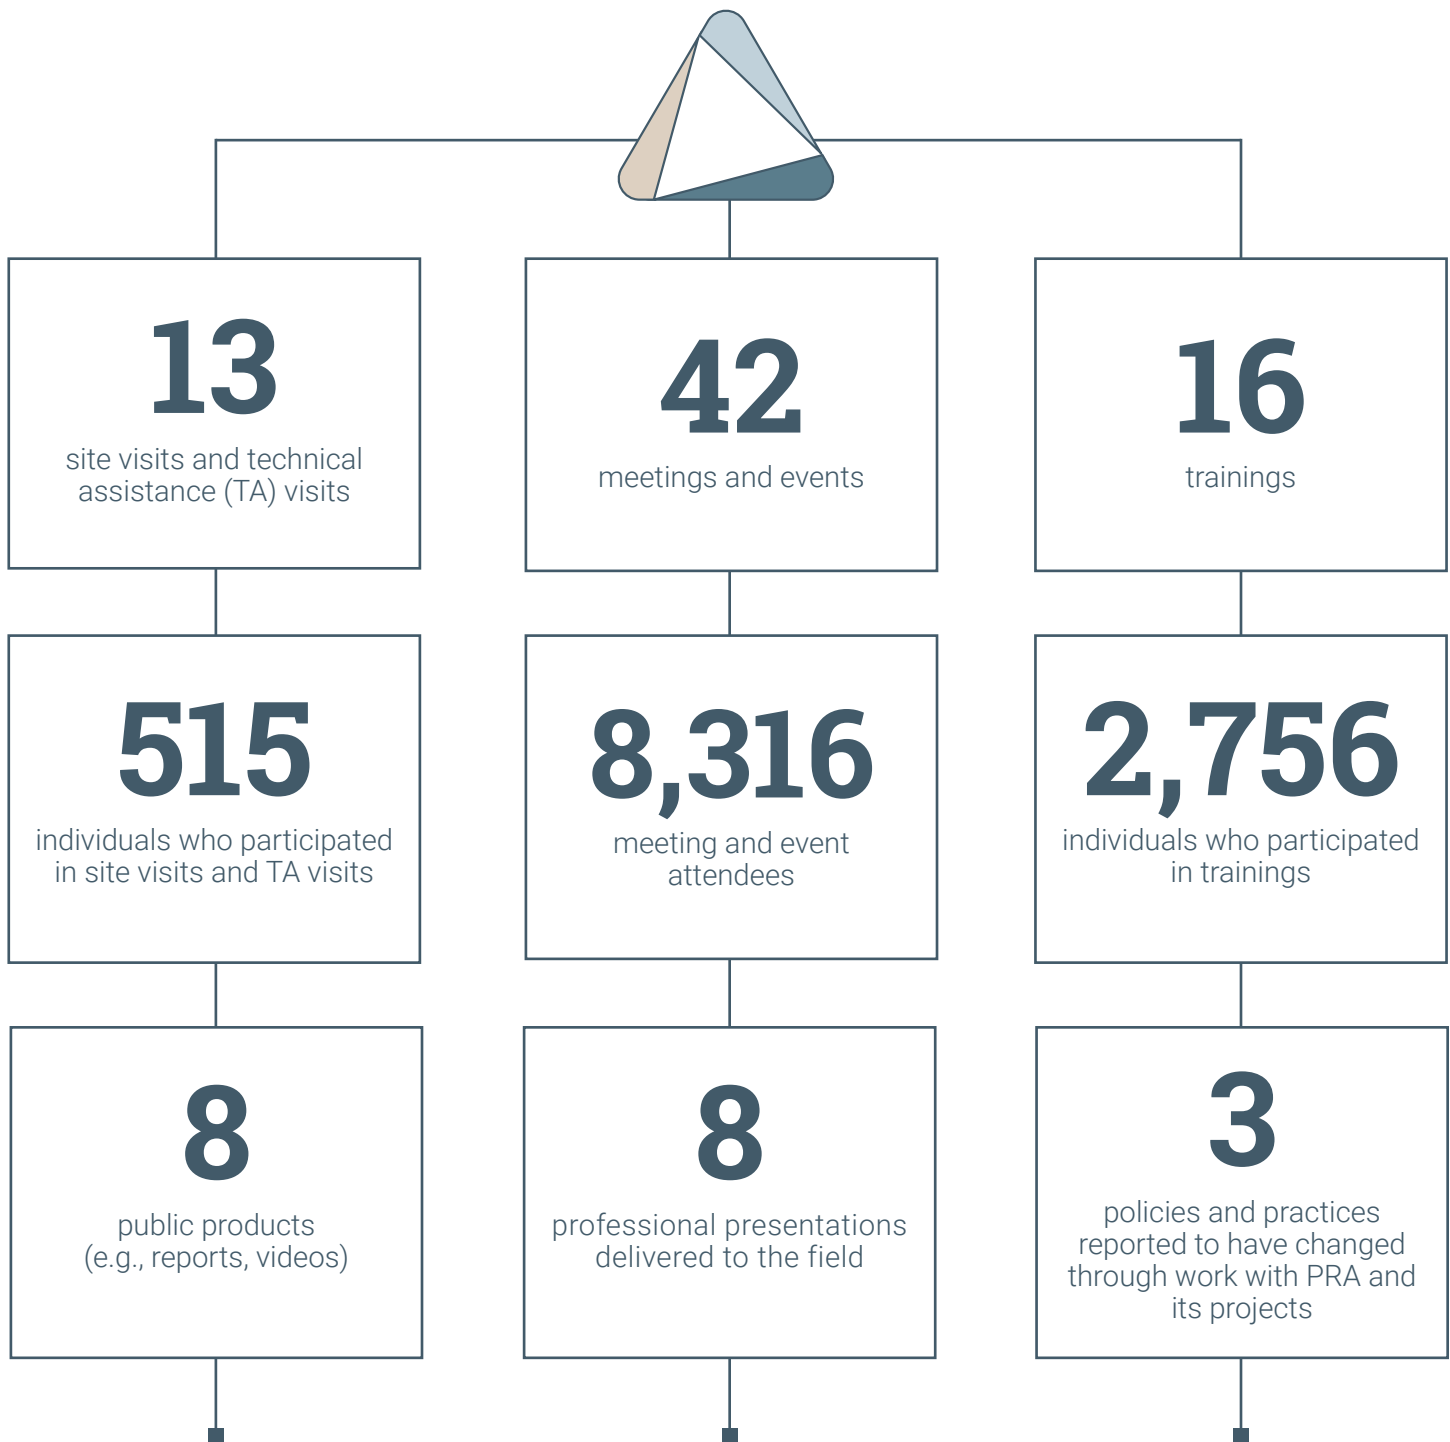 13
site visits and technical
assistance (TA) visits
42
meetings and events
16
trainings
515
individuals who participated
in site visits and TA visits
8,316
meeting and event
attendees
2,756
individuals who participated
in trainings
8
public products
(e.g., reports, videos)
8
professional presentations
delivered to the field
3
policies and practices
reported to have changed
through work with PRA and
its projects